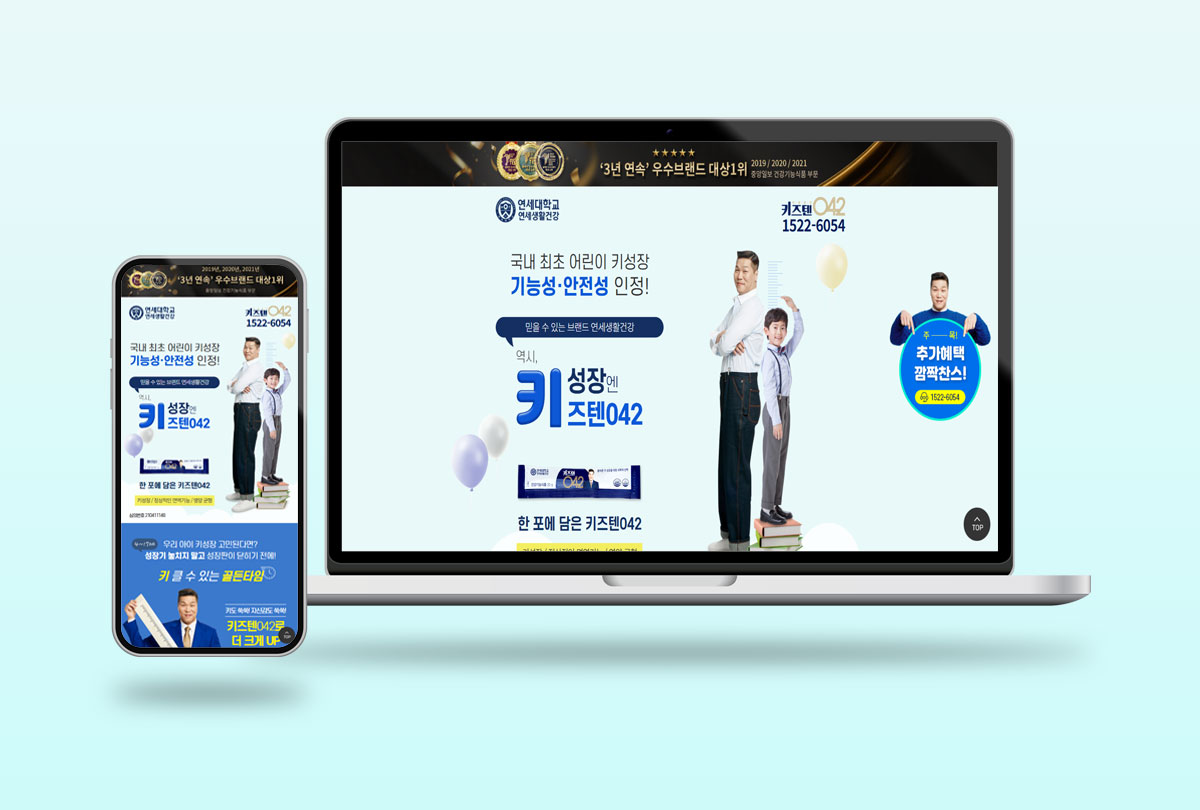 ★★★★★
‘3년 연속’ 우수브랜드 대상1위
2019 / 2020 / 2021
중앙일보 건강기능식품 부문
연세대학교
연세생활건강
키즈텐 042
1522-6054
국내 최초 어린이 키성장
기능성·안전성 인정!
믿을 수 있는 브랜드 연세생활건강
역시,
키 성장엔
즈텐042
키즈텐
042
한 포에 담은 키즈텐042
주 목!
추가혜택
깜짝찬스!
1522-6054
TOP
2019년, 2020년, 2021년
‘3년 연속’ 우수브랜드 대상1위
중앙일보 건강기능식품 부문
연세대학교
연세생활건강
키즈텐 042
1522-6054
국내 최초 어린이 키성장
기능성·안전성 인정!
믿을 수 있는 브랜드 연세생활건강
역시,
키 성장엔
즈텐042
한 포에 담은 키즈텐042
키성장 / 정상적인 면역기능 / 영양 균형
우리 아이 키성장 고민된다면?
성장기 놓치지 말고 성장판이 닫히기 전에!
키 클 수 있는 골든타임
키도 쑥쑥! 자신감도 쑥쑥!
키즈텐042로
더 크게 UP
TOP